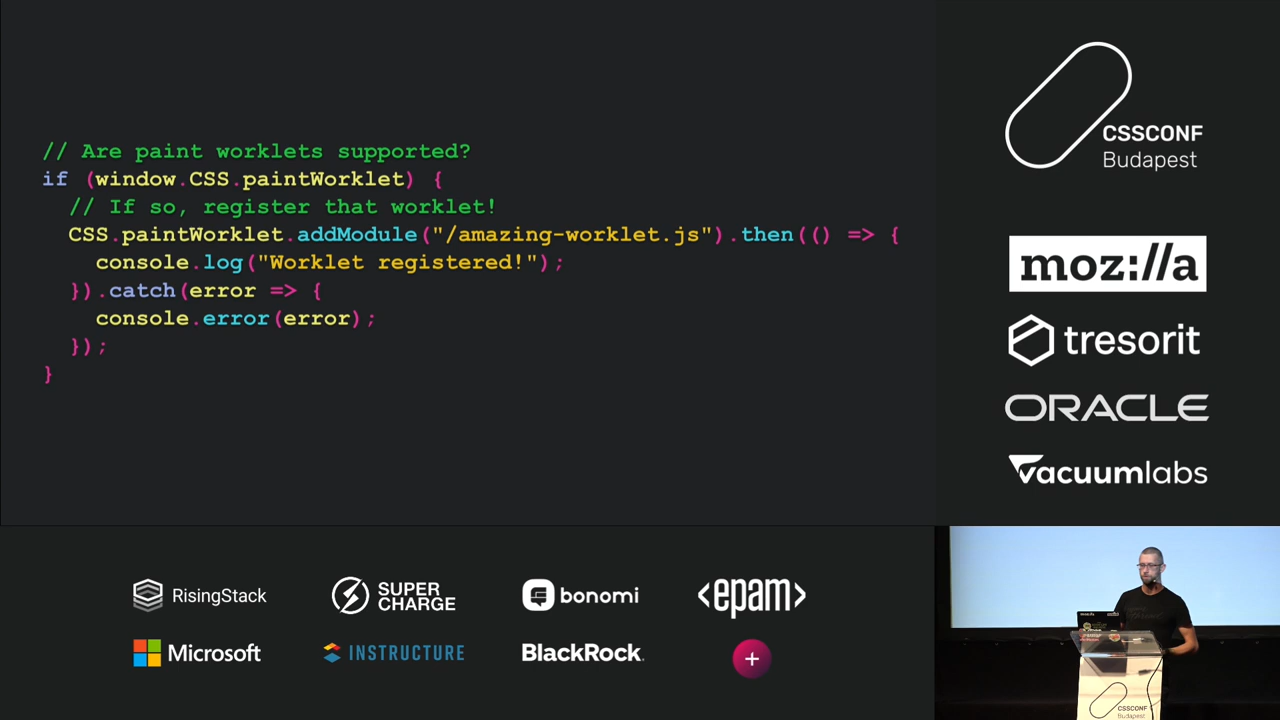 // Are paint worklets supported?
if (window.CSS.paintWorklet) {
  // If so, register that worklet!
  CSS.paintWorklet.addModule("/amazing-worklet.js").then(() => {
    console.log("Worklet registered!");
  }).catch(error => {
    console.error(error);
  });
}
CSSCONF
Budapest
moz://a
tresorit
ORACLE
vacuumlabs
RisingStack
SUPER
CHARGE
bonomi
<epam>
Microsoft
INSTRUCTURE
BLACKROCK.
+
CSSCONF
Budapest